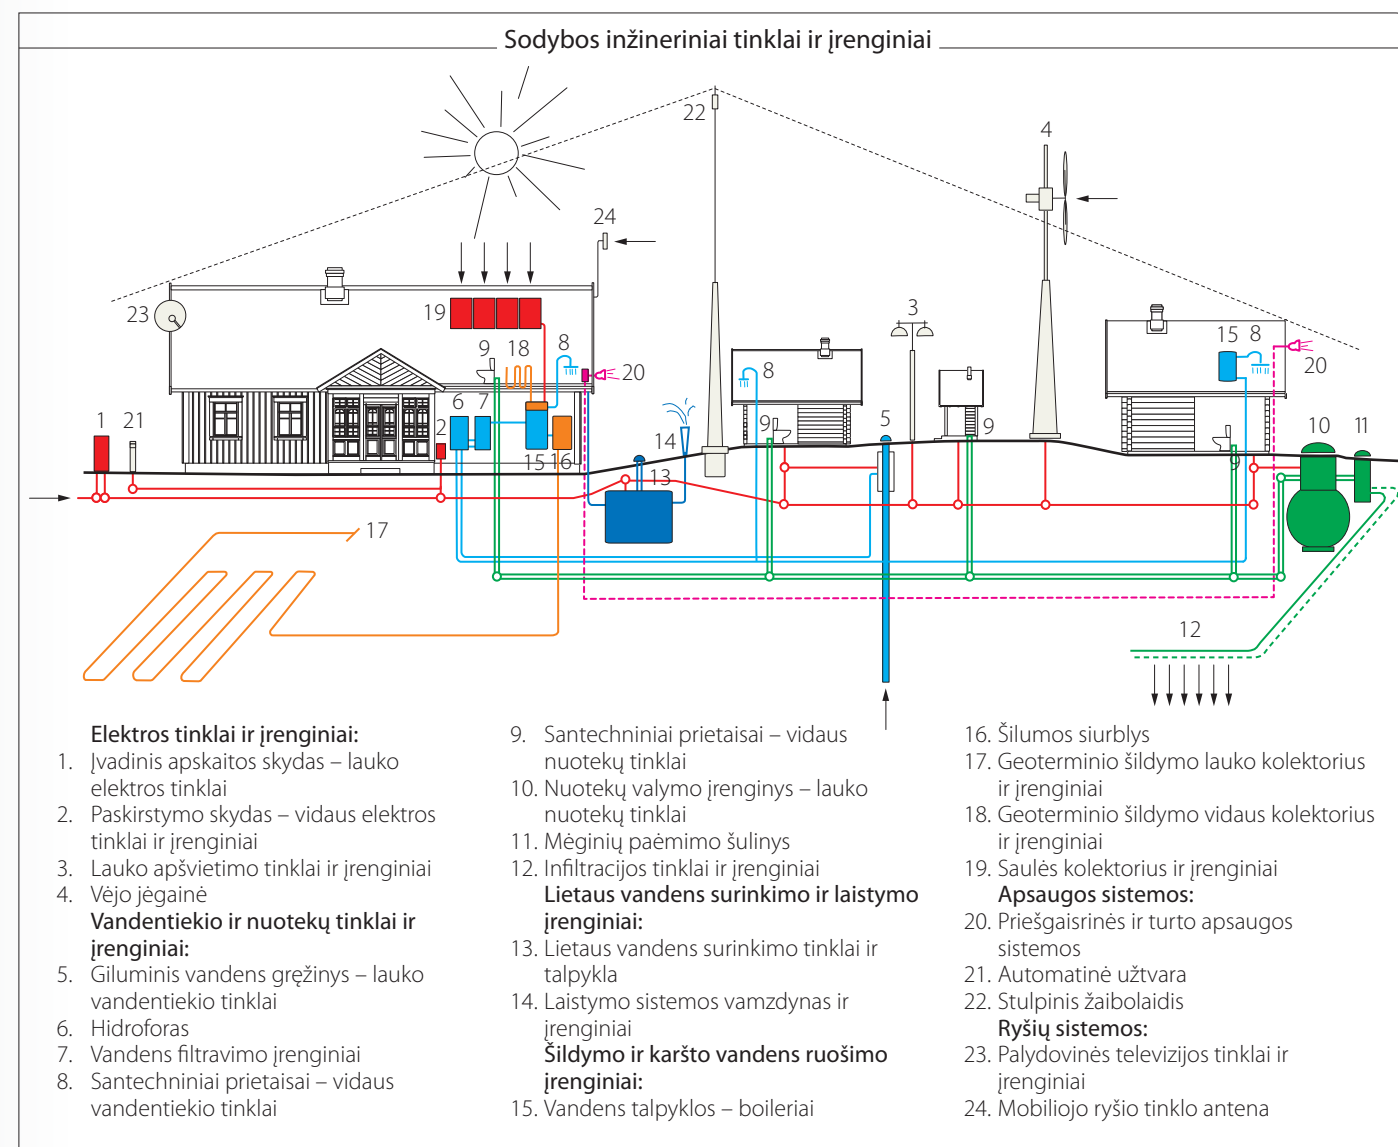 Sodybos inžineriniai tinklai ir įrenginiai
22
4
24
23
19
3
9
18
8
20
8
15
8
20
1
21
2
6
7
14
9
5
9
10
11
15
16
13
9
17
12
Elektros tinklai ir įrenginiai:
1. Įvadinis apskaitos skydas – lauko
elektros tinklai
2. Paskirstymo skydas – vidaus elektros
tinklai ir įrenginiai
3. Lauko apšvietimo tinklai ir įrenginiai
4. Vėjo jėgainė
Vandentiekio ir nuotekų tinklai ir
įrenginiai:
5. Giluminis vandens gręžinys – lauko
vandentiekio tinklai
6. Hidroforas
7. Vandens filtravimo įrenginiai
8. Santechniniai prietaisai – vidaus
vandentiekio tinklai
9. Santechniniai prietaisai – vidaus
nuotekų tinklai
10. Nuotekų valymo įrenginys – lauko
nuotekų tinklai
11. Mėginių paėmimo šulinys
12. Infiltracijos tinklai ir įrenginiai
Lietaus vandens surinkimo ir laistymo
įrenginiai:
13. Lietaus vandens surinkimo tinklai ir
talpykla
14. Laistymo sistemos vamzdynas ir
įrenginiai
Šildymo ir karšto vandens ruošimo
įrenginiai:
15. Vandens talpyklos – boileriai
16. Šilumos siurblys
17. Geoterminio šildymo lauko kolektorius
ir įrenginiai
18. Geoterminio šildymo vidaus kolektorius
ir įrenginiai
19. Saulės kolektorius ir įrenginiai
Apsaugos sistemos:
20. Priešgaisrinės ir turto apsaugos
sistemos
21. Automatinė užtvara
22. Stulpinis žaibolaidis
Ryšių sistemos:
23. Palydovinės televizijos tinklai ir
įrenginiai
24. Mobiliojo ryšio tinklo antena